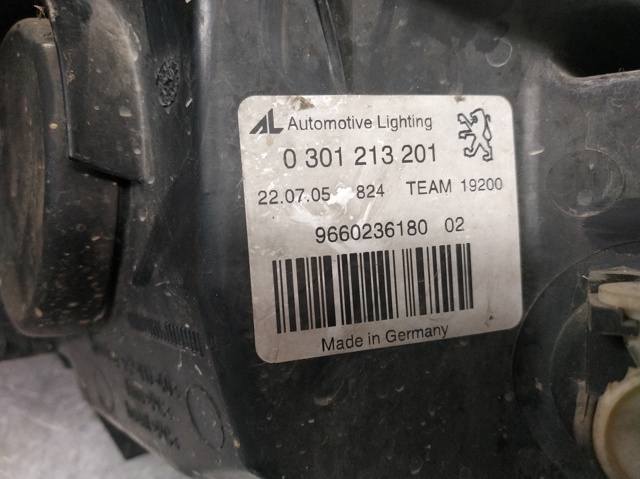 AL Automotive Lighting
0 301 213 201
22.07.05 824 TEAM 19200
9660236180 02
Made in Germany